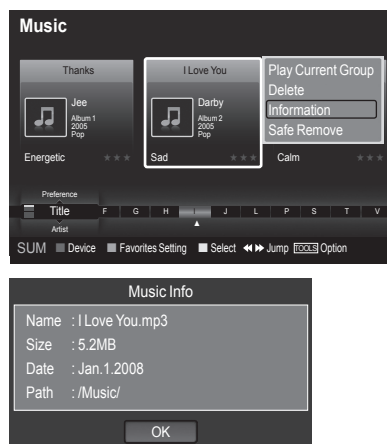 Music
Thanks
Jee
Album 1
2005
Pop
Energetic
I Love You
Darby
Album 2
2005
Pop
Sad
Play Current Group
Delete
Information
Safe Remove
Calm
Preference
Title F G H I J L P S T V
Artist
SUM Device Favorites Setting Select Jump TOOLS Option
Music Info
Name : I Love You.mp3
Size : 5.2MB
Date : Jan.1.2008
Path : /Music/
OK